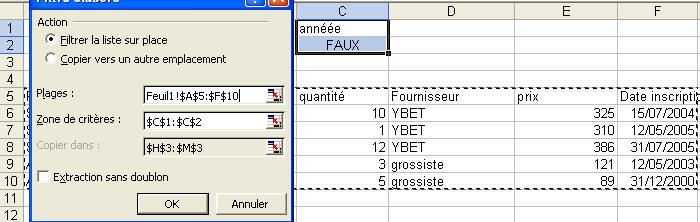 Action
Filtrer la liste sur place
Copier vers un autre emplacement
Plages : Feuil1!$A$5:$F$10
Zone de critères : $C$1:$C$2
Copier dans : $H$3:$M$3
Extraction sans doublon
OK Annuler
C D E F
1 annéée
2 FAUX
3
4
5 quantité Fournisseur prix Date inscripti
6 10 YBET 325 15/07/2004
7 1 YBET 310 12/05/2005
8 12 YBET 386 31/07/2005
9 3 grossiste 121 12/05/2003
10 5 grossiste 89 31/12/2000
11
12